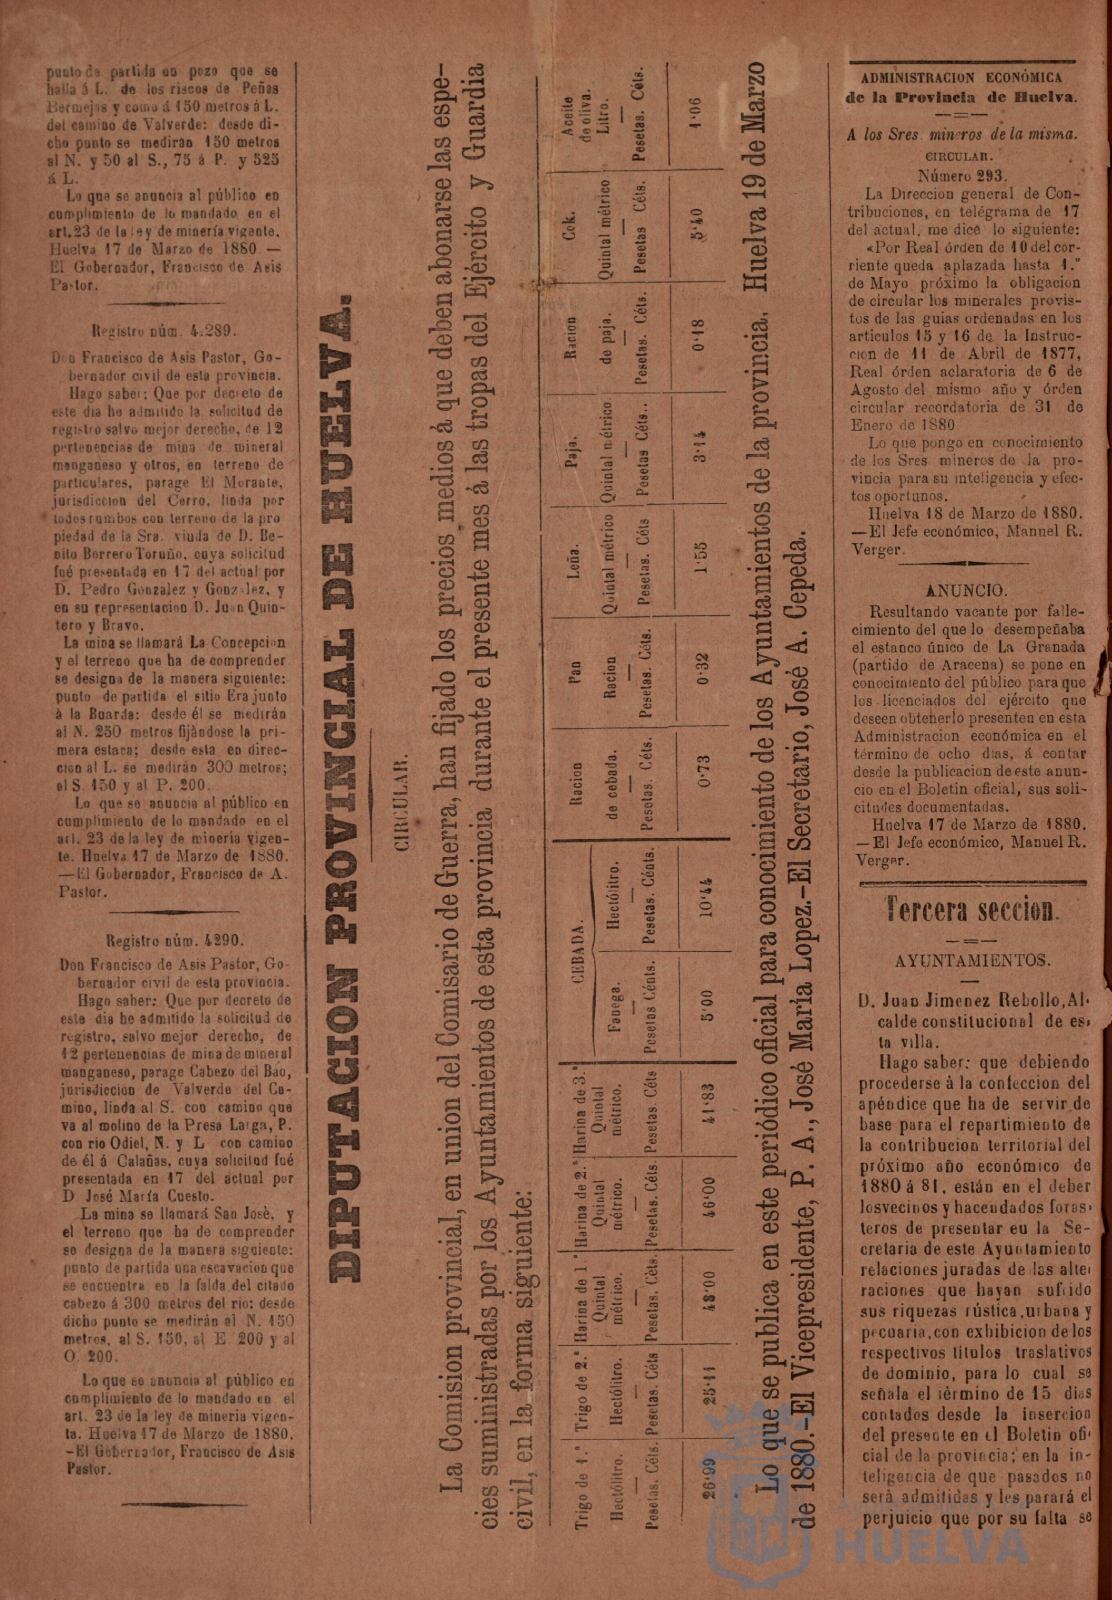 punto de partida un pozo que se
halla á L. de los riscos de Peñas
Bermejas y como á 150 metros á L.
del camino de Valverde: desde di-
cho punto se medirán 150 metros
al N. y 50 al S., 75 á P. y 525
á L.
Lo que se anuncia al público en
cumplimiento de lo mandado en el
art. 23 de la ley de minería vigente.
Huelva 17 de Marzo de 1880 —
El Gobernador, Francisco de Asis
Pastor.
Registro núm. 4.289.
Don Francisco de Asis Pastor, Go-
bernador civil de esta provincia.
Hago saber: Que por decreto de
este dia he admitido la solicitud de
registro salvo mejor derecho, de 12
pertenencias de mina de mineral
manganeso y otros, en terreno de
particulares, parage El Morante,
jurisdiccion del Cerro, linda por
todos rumbos con terreno de la pro
piedad de la Sra. viuda de D. Be-
nito Borrero Toruño, cuya solicitud
fué presentada en 17 del actual por
D. Pedro Gonzalez y Gonzalez, y
en su representacion D. Juan Quin-
tero y Bravo.
La mina se llamará La Concepcion
y el terreno que ha de comprender
se designa de la manera siguiente:
punto de partida el sitio Era junto
á la Buarda: desde él se medirán
al N. 250 metros fijàndose la pri-
mera estaca; desde esta en direc-
cion al L. se medirán 300 metros;
al S. 150 y al P. 200.
Lo que se anuncia al público en
cumplimiento de lo mandado en el
art. 23 de la ley de mineria vigen-
te. Huelva 17 de Marzo de 1880.
—El Gobernador, Francisco de A.
Pastor.
Registro núm. 4290.
Don Francisco de Asis Pastor, Go-
bernador civil de esta provincia.
Hago saber: Que por decreto de
este dia he admitido la solicitud de
registro, salvo mejor derecho, de
12 pertenencias de mina de mineral
manganeso, parage Cabezo del Buo,
jurisdiccion de Valverde del Ca-
mino, linda al S. con camino que
va al molino de la Presa Larga, P.
con rio Odiel, N. y L con camino
de él á Calañas, cuya solicitud fué
presentada en 17 del actual por
D José María Cuesto.
La mina se llamará San Josè, y
el terreno que ha de comprender
se designa de la manera siguiente:
punto de partida una escavacion que
se encuentra en la falda del citado
cabezo á 300 metros del rio: desde
dicho punto se medirán al N. 150
metros, al S. 150, al E. 200 y al
O. 200.
Lo que se anuncia al público en
cumplimiento de lo mandado en el
art. 23 de la ley de mineria vigen-
ta. Huelva 17 de Marzo de 1880.
-El Gobernador, Francisco de Asis
Pastor.
DIPUTACION PROVINCIAL DE HUELVA.
CIRCULAR.
La Comision provincial, en union del Comisario de Guerra, han fijado los precios medios á que deben abonarse las espe-
cies suministradas por los Ayuntamientos de esta provincia durante el presente mes á las tropas del Ejército y Guardia
civil, en la forma siguiente:
Trigo de 1.ª Hectólitro. Pesetas. Céts. 26·99
Trigo de 2.ª Hectólitro. Pesetas. Céts 25·11
Harina de 1ª Quintal métrico. Pesetas. Cèts. 48·00
Harina de 2.ª Quintal métrico. Pesetas. Céts. 46·00
Harina de 3.ª Quintal métrico. Pesetas. Céts 41·83
CEBADA.
Fanega. Pesetas Cénts. 5·00
Hectólitro. Pesetas. Cénts. 10·44
Racion de cebada. Pesetas. Céts. 0·73
Pan Racion Pesetas. Céts. 0·32
Leña. Quintal métrico Pesetas. Céts 1·55
Paja. Quintal métrico. Pesetas Céts.. 3·14
Racion de paja. Pesetas. Céts. 0·18
Cok. Quintal métrico Pesetas Céts. 5·40
Aceite de oliva. Litro. Pesetas. Céts. 1·06
Lo que se publica en este periódico oficial para conocimiento de los Ayuntamientos de la provincia. Huelva 19 de Marzo
de 1880.-El Vicepresidente, P. A., José Maria Lopez.-El Secretario, José A. Cepeda.
ADMINISTRACION ECONÓMICA
de la Provincia de Huelva.
A los Sres mineros de la misma.
CIRCULAR.
Número 293.
La Direccion general de Con-
tribuciones, en telégrama de 17
del actual, me dice lo siguiente:
«Por Real órden de 10 del cor-
riente queda aplazada hasta 1.º
de Mayo próximo la obligacion
de circular los minerales provis-
tos de las guias ordenadas en los
articulos 15 y 16 de la Instruc-
cion de 11 de Abril de 1877,
Real órden aclaratoria de 6 de
Agosto del mismo año y órden
circular recordatoria de 31 de
Enero de 1880
Lo que pongo en conocimiento
de los Sres mineros de la pro-
vincia para su inteligencia y efec-
tos oportunos.
Huelva 18 de Marzo de 1880.
—El Jefe económico, Manuel R.
Verger.
ANUNCIO.
Resultando vacante por falle-
cimiento del que lo desempeñaba
el estanco único de La Granada
(partido de Aracena) se pone en
conocimiento del público para que
los licenciados del ejército que
deseen obtenerlo presenten en esta
Administracion económica en el
término de ocho dias, á contar
desde la publicacion de este anun-
cio en el Boletin oficial, sus soli-
citudes documentadas.
Huelva 17 de Marzo de 1880.
—El Jefe económico, Manuel R.
Verger.
Tercera seccion.
AYUNTAMIENTOS.
D. Juan Jimenez Rebollo, Al-
calde constitucional de es-
ta villa.
Hago saber: que debiendo
procederse à la confeccion del
apéndice que ha de servir de
base para el repartimiento de
la contribucion territorial del
próximo año económico de
1880 á 81, están en el deber
los vecinos y hacendados foras-
teros de presentar en la Se-
cretaria de este Ayuntamiento
relaciones juradas de las alte-
raciones que hayan sufrido
sus riquezas rústica, urbana y
pecuaria, con exhibicion de los
respectivos titulos traslativos
de dominio, para lo cual se
señala el término de 15 dias
contados desde la insercion
del presente en el Boletin ofi-
cial de la provincia; en la in-
teligencia de que pasados no
serà admitidas y les parará el
perjuicio que por su falta se
HUELVA